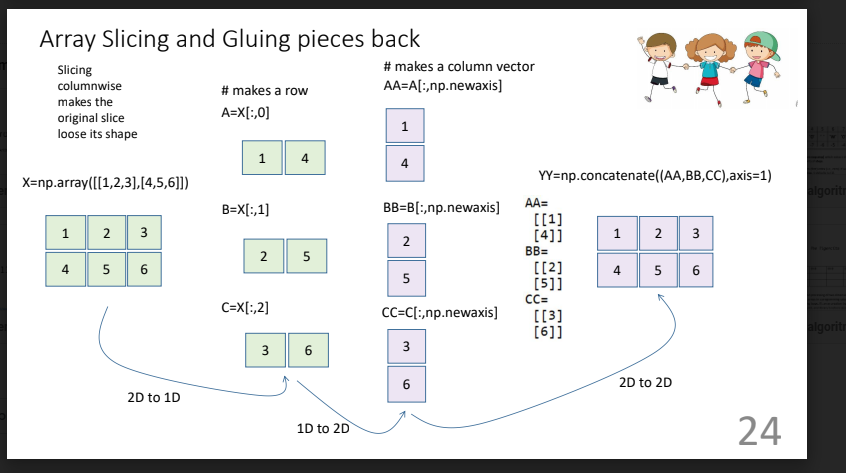 Array Slicing and Gluing pieces back
Slicing
columnwise
makes the
original slice
loose its shape
X=np.array([[1,2,3],[4,5,6]])
1 2 3
4 5 6
# makes a row
A=X[:,0]
1 4
B=X[:,1]
2 5
C=X[:,2]
3 6
# makes a column vector
AA=A[:,np.newaxis]
1
4
BB=B[:,np.newaxis]
2
5
CC=C[:,np.newaxis]
3
6
YY=np.concatenate((AA,BB,CC),axis=1)
AA=
[[1]
[4]]
BB=
[[2]
[5]]
CC=
[[3]
[6]]
1 2 3
4 5 6
2D to 1D
1D to 2D
2D to 2D
24
algorit
algorit